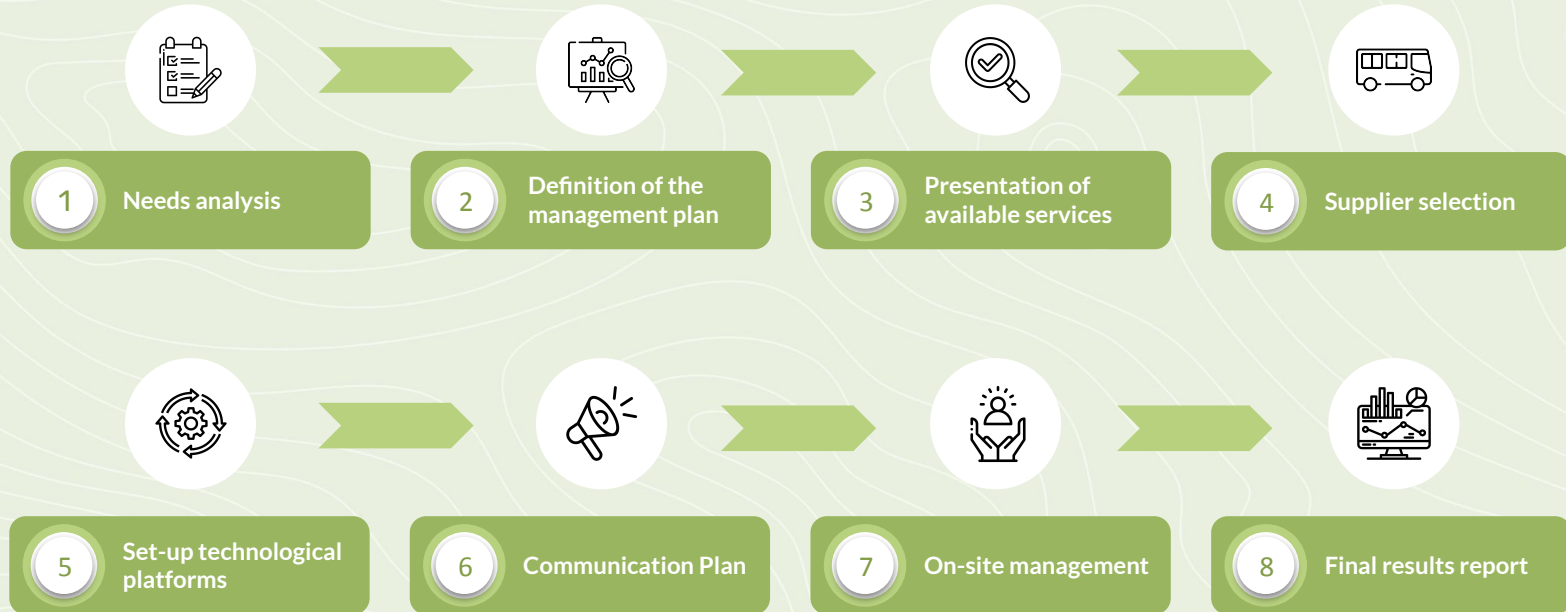 1
Needs analysis
2
Definition of the
management plan
3
Presentation of
available services
4
Supplier selection
5
Set-up technological
platforms
6
Communication Plan
7
On-site management
8
Final results report